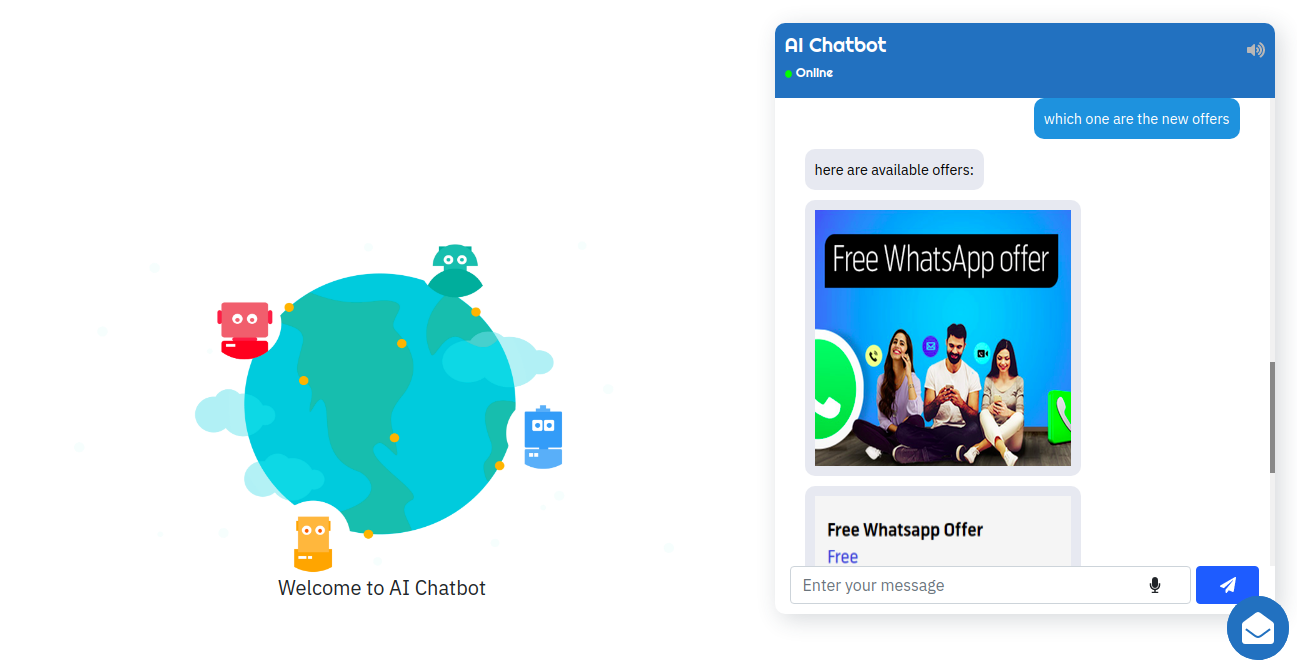 AI Chatbot
Online
which one are the new offers
here are available offers:
Free WhatsApp offer
Free Whatsapp Offer
Free
Enter your message
Welcome to AI Chatbot